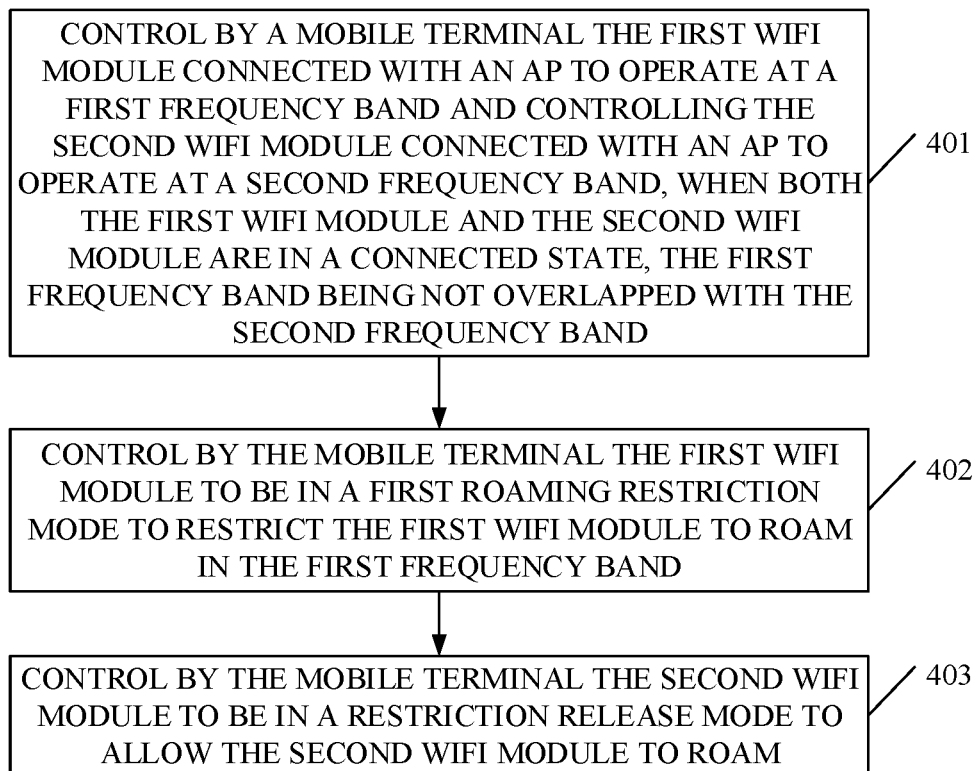 CONTROL BY A MOBILE TERMINAL THE FIRST WIFI
MODULE CONNECTED WITH AN AP TO OPERATE AT A
FIRST FREQUENCY BAND AND CONTROLLING THE
SECOND WIFI MODULE CONNECTED WITH AN AP TO
OPERATE AT A SECOND FREQUENCY BAND, WHEN BOTH
THE FIRST WIFI MODULE AND THE SECOND WIFI
MODULE ARE IN A CONNECTED STATE, THE FIRST
FREQUENCY BAND BEING NOT OVERLAPPED WITH THE
SECOND FREQUENCY BAND
401
CONTROL BY THE MOBILE TERMINAL THE FIRST WIFI
MODULE TO BE IN A FIRST ROAMING RESTRICTION
MODE TO RESTRICT THE FIRST WIFI MODULE TO ROAM
IN THE FIRST FREQUENCY BAND
402
CONTROL BY THE MOBILE TERMINAL THE SECOND WIFI
MODULE TO BE IN A RESTRICTION RELEASE MODE TO
ALLOW THE SECOND WIFI MODULE TO ROAM
403